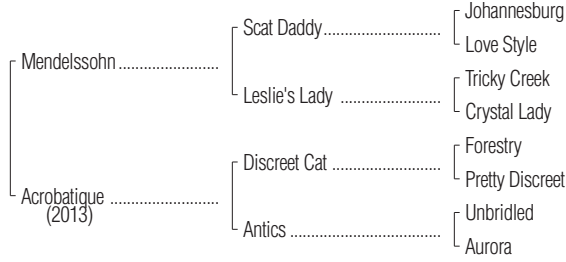 Johannesburg
Scat Daddy
Love Style
Mendelssohn
Tricky Creek
Leslie's Lady
Crystal Lady
Forestry
Discreet Cat
Pretty Discreet
Acrobatique
(2013)
Unbridled
Antics
Aurora